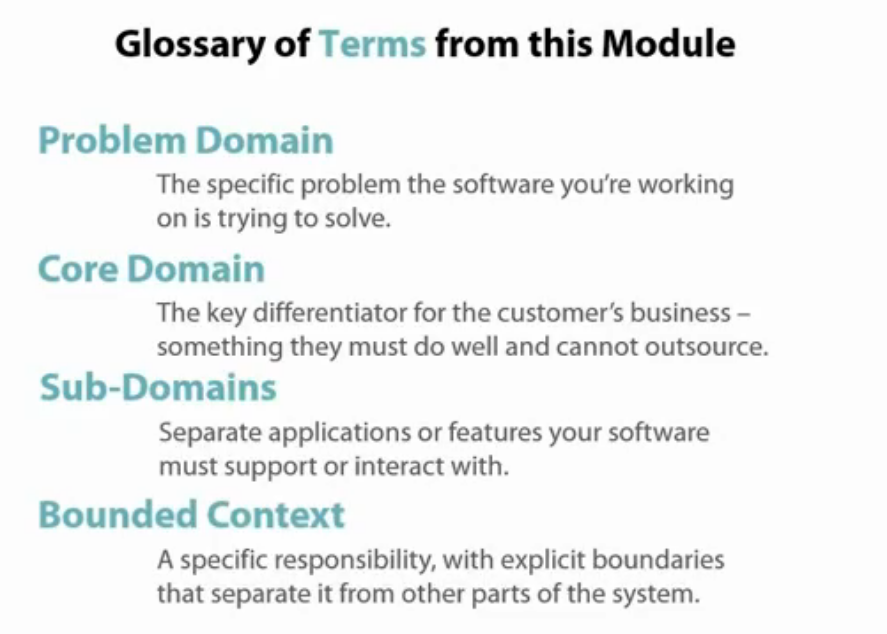 Glossary of Terms from this Module
Problem Domain
The specific problem the software you're working
on is trying to solve.
Core Domain
The key differentiator for the customer's business –
something they must do well and cannot outsource.
Sub-Domains
Separate applications or features your software
must support or interact with.
Bounded Context
A specific responsibility, with explicit boundaries
that separate it from other parts of the system.